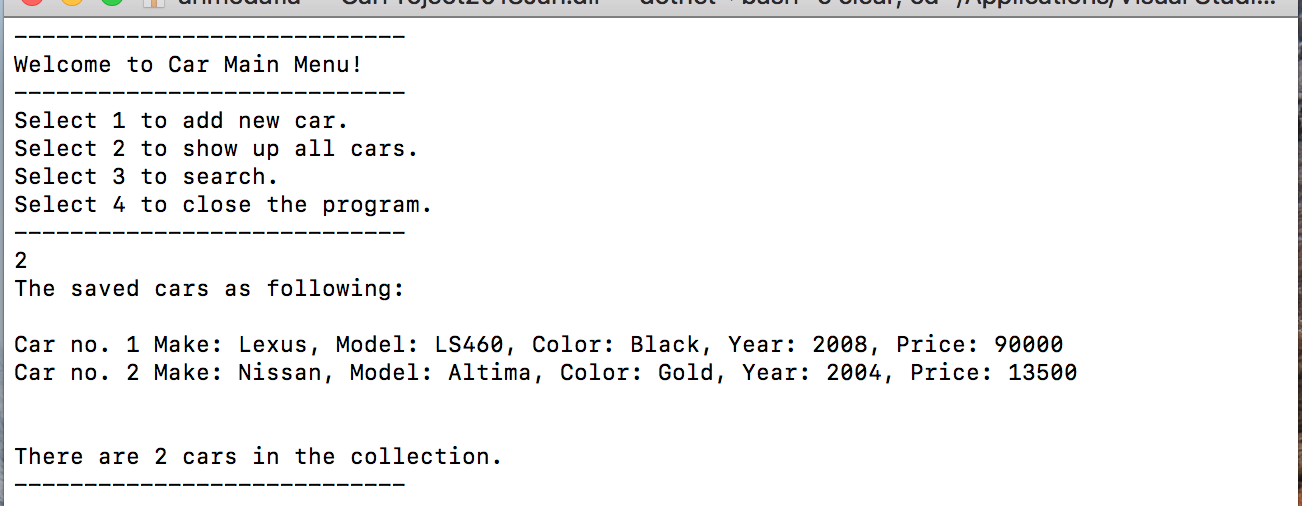 ----------------------------
Welcome to Car Main Menu!
----------------------------
Select 1 to add new car.
Select 2 to show up all cars.
Select 3 to search.
Select 4 to close the program.
----------------------------
2
The saved cars as following:
Car no. 1 Make: Lexus, Model: LS460, Color: Black, Year: 2008, Price: 90000
Car no. 2 Make: Nissan, Model: Altima, Color: Gold, Year: 2004, Price: 13500
There are 2 cars in the collection.
----------------------------